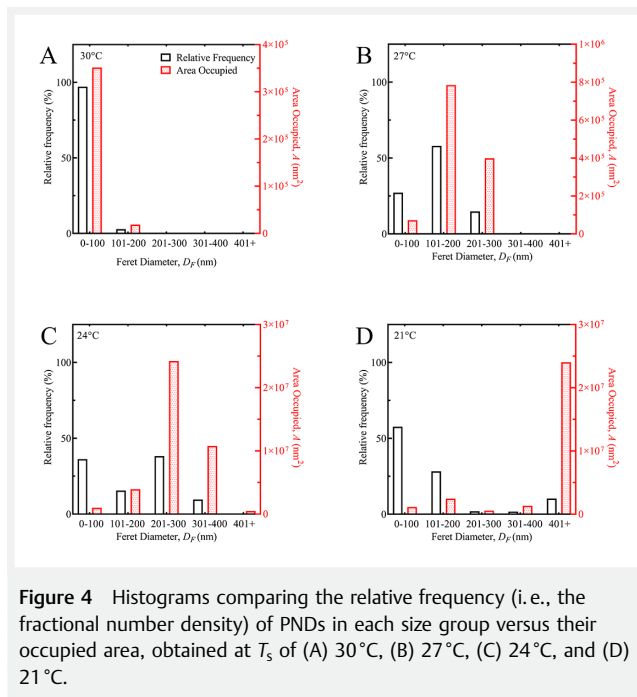 A
30°C
Relative Frequency
Area Occupied
Relative frequency (%)
100
50
0
4×10⁵
3×10⁵
2×10⁵
1×10⁵
0
Area Occupied, A (nm²)
0-100 101-200 201-300 301-400 401+
Feret Diameter, D_F (nm)
B
27°C
Relative frequency (%)
100
50
0
1×10⁶
8×10⁵
6×10⁵
4×10⁵
2×10⁵
0
Area Occupied, A (nm²)
0-100 101-200 201-300 301-400 401+
Feret Diameter, D_F (nm)
C
24°C
Relative frequency (%)
100
50
0
3×10⁷
2×10⁷
1×10⁷
0
Area Occupied, A (nm²)
0-100 101-200 201-300 301-400 401+
Feret Diameter, D_F (nm)
D
21°C
Relative frequency (%)
100
50
0
3×10⁷
2×10⁷
1×10⁷
0
Area Occupied, A (nm²)
0-100 101-200 201-300 301-400 401+
Feret Diameter, D_F (nm)
Figure 4 Histograms comparing the relative frequency (i. e., the
fractional number density) of PNDs in each size group versus their
occupied area, obtained at T_s of (A) 30 °C, (B) 27 °C, (C) 24 °C, and (D)
21 °C.